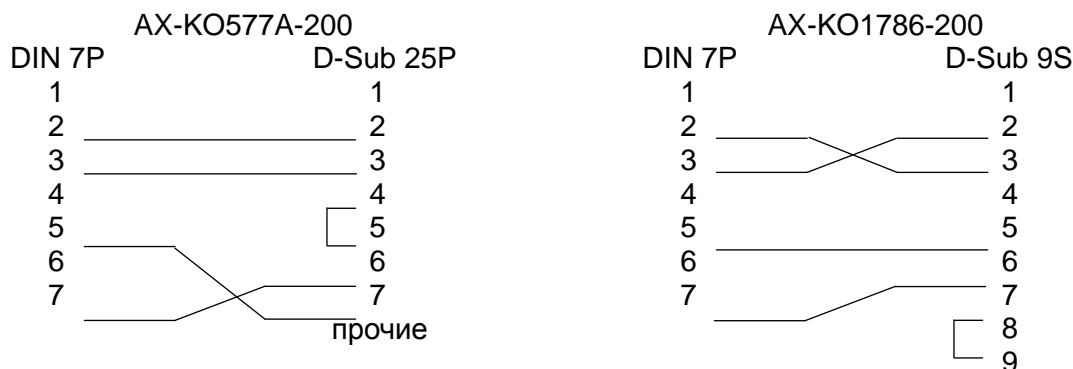 AX-KO577A-200 AX-KO1786-200
DIN 7P D-Sub 25P DIN 7P D-Sub 9S
1 1 1 1
2 2 2 2
3 3 3 3
4 4 4 4
5 5 5 5
6 6 6 6
7 7 7 7
прочие 8
9